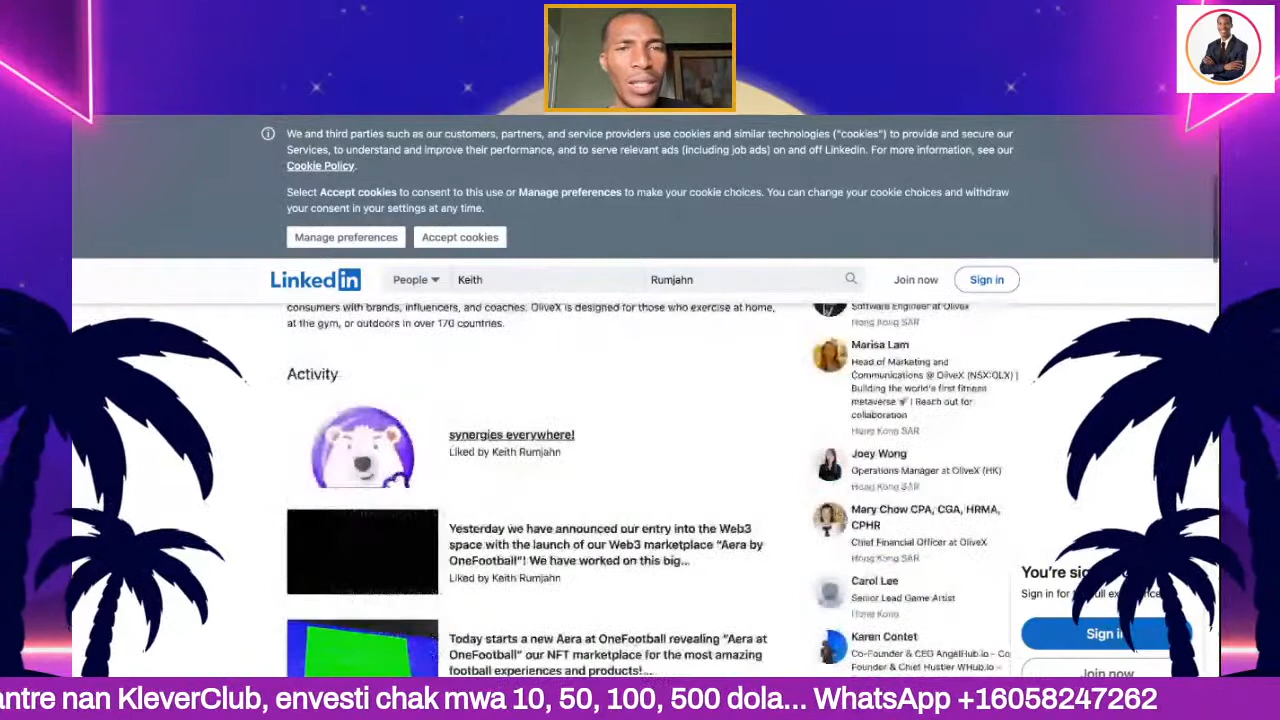 We and third parties such as our customers, partners, and service providers use cookies and similar technologies ("cookies") to provide and secure our
Services, to understand and improve their performance, and to serve relevant ads (including job ads) on and off LinkedIn. For more information, see our
Cookie Policy.
Select Accept cookies to consent to this use or Manage preferences to make your cookie choices. You can change your cookie choices and withdraw
your consent in your settings at any time.
Manage preferences
Accept cookies
Linkedin
People
Keith
Rumjahn
Join now
Sign in
consumers with brands, influencers, and coaches. OliveX is designed for those who exercise at home,
at the gym, or outdoors in over 170 countries.
Activity
synergies everywhere!
Liked by Keith Rumjahn
Yesterday we have announced our entry into the Web3
space with the launch of our Web3 marketplace “Aera by
OneFootball”! We have worked on this big...
Liked by Keith Rumjahn
Today starts a new Aera at OneFootball revealing “Aera at
OneFootball” our NFT marketplace for the most amazing
football experiences and products!...
Software Engineer at OliveX
Hong Kong SAR
Marisa Lam
Head of Marketing and
Communications @ OliveX (NSX:OLX) |
Building the world's first fitness
metaverse | Reach out for
collaboration
Hong Kong SAR
Joey Wong
Operations Manager at OliveX (HK)
Hong Kong SAR
Mary Chow CPA, CGA, HRMA,
CPHR
Chief Financial Officer at OliveX
Hong Kong SAR
Carol Lee
Senior Lead Game Artist
Hong Kong
Karen Contet
Co-Founder & CEO AngelHub.io - Co
Founder & Chief Hustler WHub.io -
You're
Sign in for
Sign in
Join now
antre nan KleverClub, envesti chak mwa 10, 50, 100, 500 dola... WhatsApp +16058247262